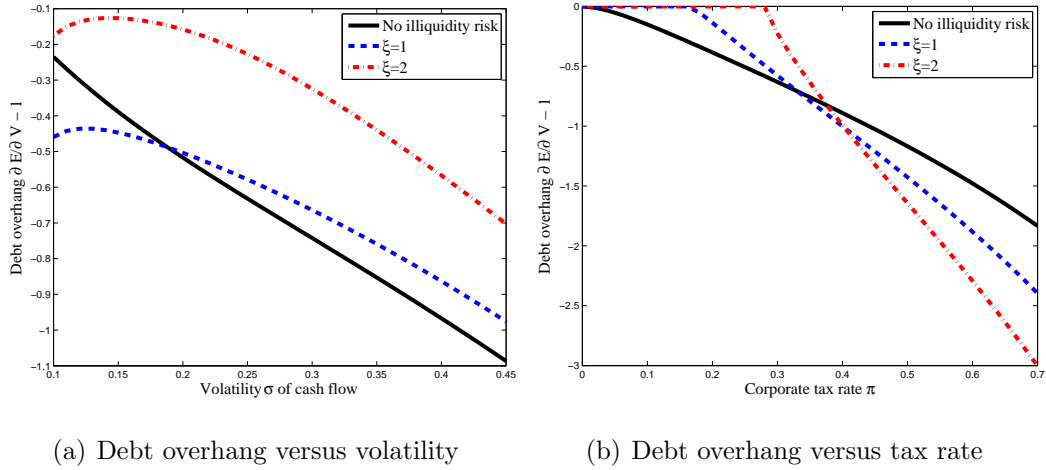 −0.1
−0.2
−0.3
−0.4
−0.5
−0.6
−0.7
−0.8
−0.9
−1
−1.1
0.1
0.15
0.2
0.25
0.3
0.35
0.4
0.45
Debt overhang ∂ E/∂ V − 1
Volatility σ of cash flow
No illiquidity risk
ξ=1
ξ=2
(a) Debt overhang versus volatility
0
−0.5
−1
−1.5
−2
−2.5
−3
0
0.1
0.2
0.3
0.4
0.5
0.6
0.7
Debt overhang ∂ E/∂ V − 1
Corporate tax rate π
No illiquidity risk
ξ=1
ξ=2
(b) Debt overhang versus tax rate